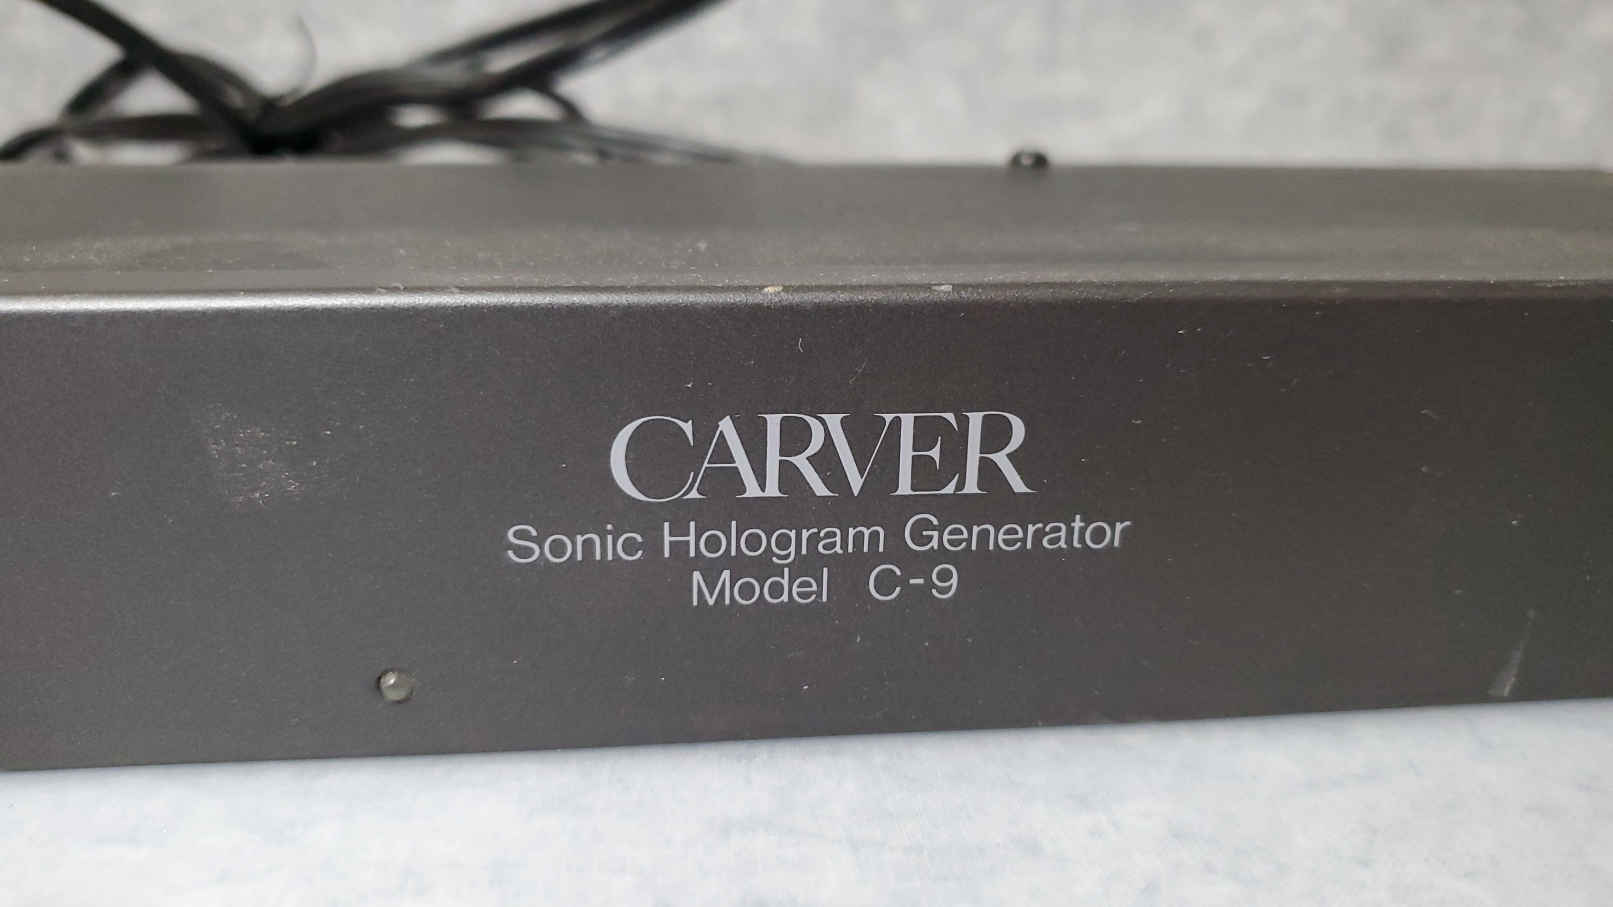 CARVER
Sonic Hologram Generator
Model C-9